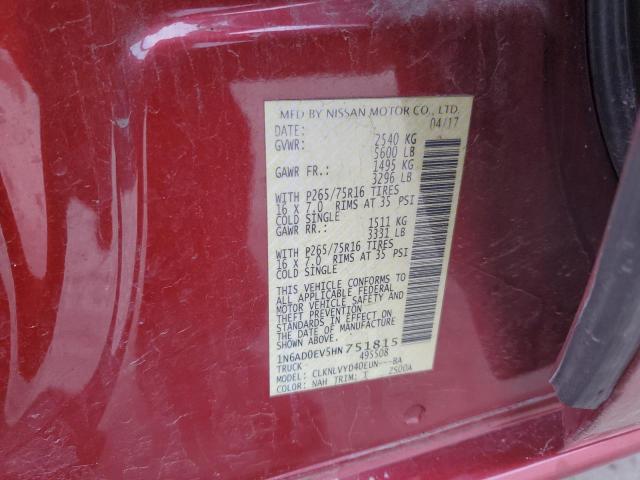 MFD BY NISSAN MOTOR CO., LTD.
DATE: 04/17
GVWR: 2540 KG
5600 LB
GAWR FR.: 1495 KG
3296 LB
WITH P265/75R16 TIRES
16 X 7.0 RIMS AT 35 PSI
COLD SINGLE
GAWR RR.: 1511 KG
3331 LB
WITH P265/75R16 TIRES
16 X 7.0 RIMS AT 35 PSI
COLD SINGLE
THIS VEHICLE CONFORMS TO
ALL APPLICABLE FEDERAL
MOTOR VEHICLE SAFETY AND
THEFT PREVENTION
STANDARDS IN EFFECT ON
THE DATE OF MANUFACTURE
SHOWN ABOVE.
1N6AD0EV5HN751815
TRUCK 495508
MODEL: CLKNLVYD40EUN---BA
COLOR: NAH TRIM: I 2500A